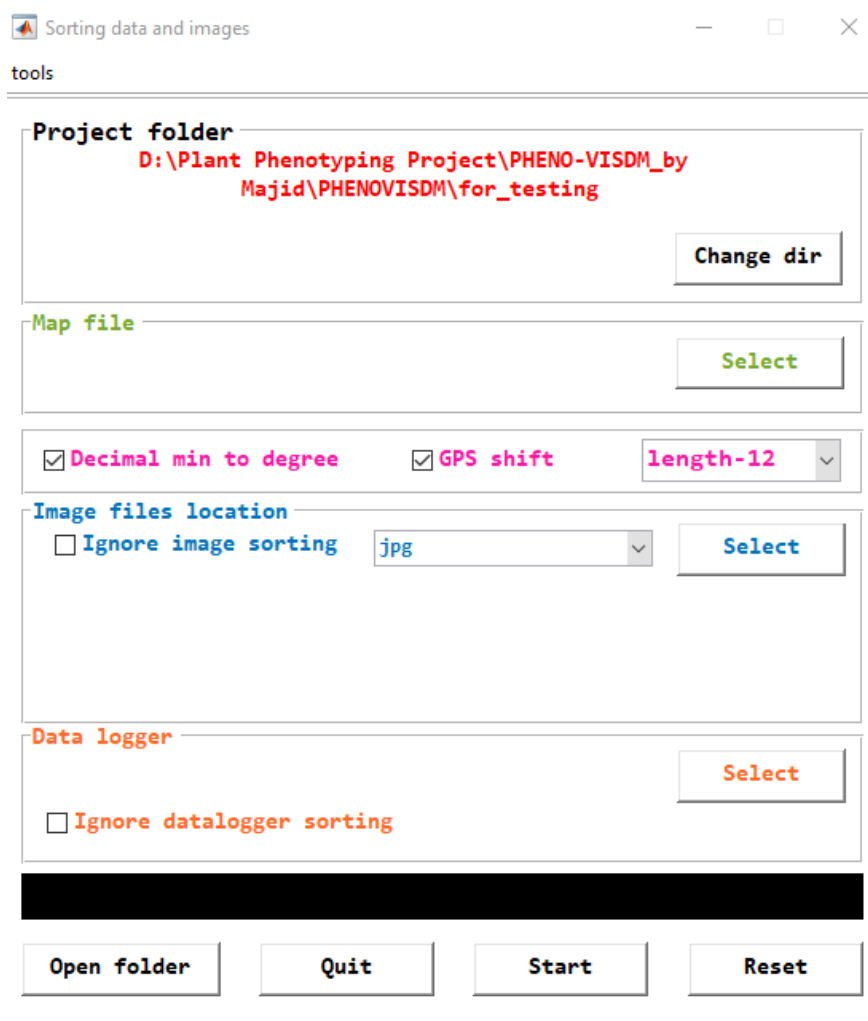 Sorting data and images
tools
Project folder
D:\Plant Phenotyping Project\PHENO-VISDM_by
Majid\PHENOVISDM\for_testing
Change dir
Map file
Select
Decimal min to degree GPS shift length-12
Image files location
Ignore image sorting jpg Select
Data logger
Select
Ignore datalogger sorting
Open folder Quit Start Reset